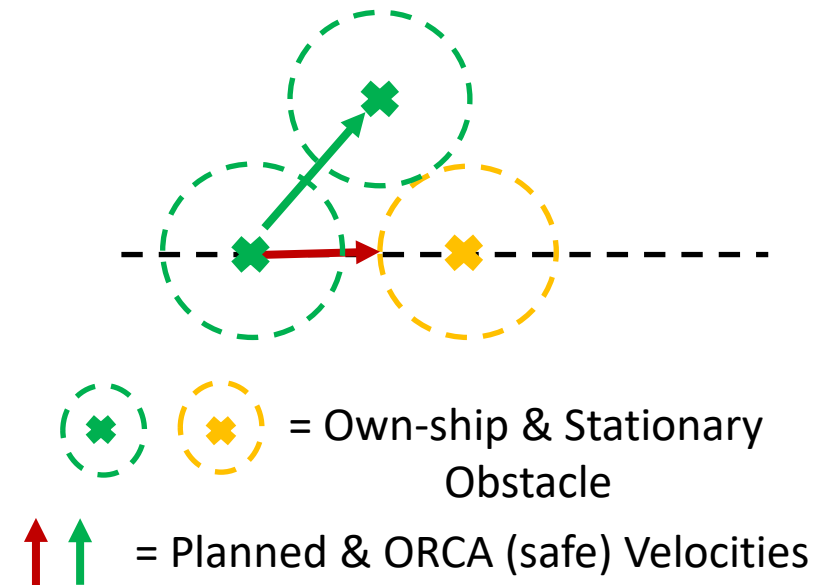 = Own-ship & Stationary
Obstacle
= Planned & ORCA (safe) Velocities